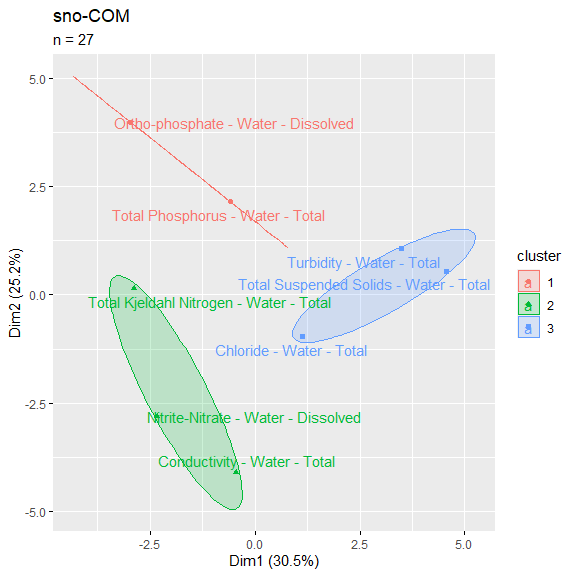 sno-COM
n = 27
5.0
Ortho-phosphate - Water - Dissolved
2.5
Total Phosphorus - Water - Total
Turbidity - Water - Total
cluster
Total Suspended Solids - Water - Total
a 1
0.0
Total Kjeldahl Nitrogen - Water - Total
a 2
a 3
Chloride - Water - Total
Dim2 (25.2%)
-2.5
Nitrite-Nitrate - Water - Dissolved
Conductivity - Water - Total
-5.0
-2.5 0.0 2.5 5.0
Dim1 (30.5%)